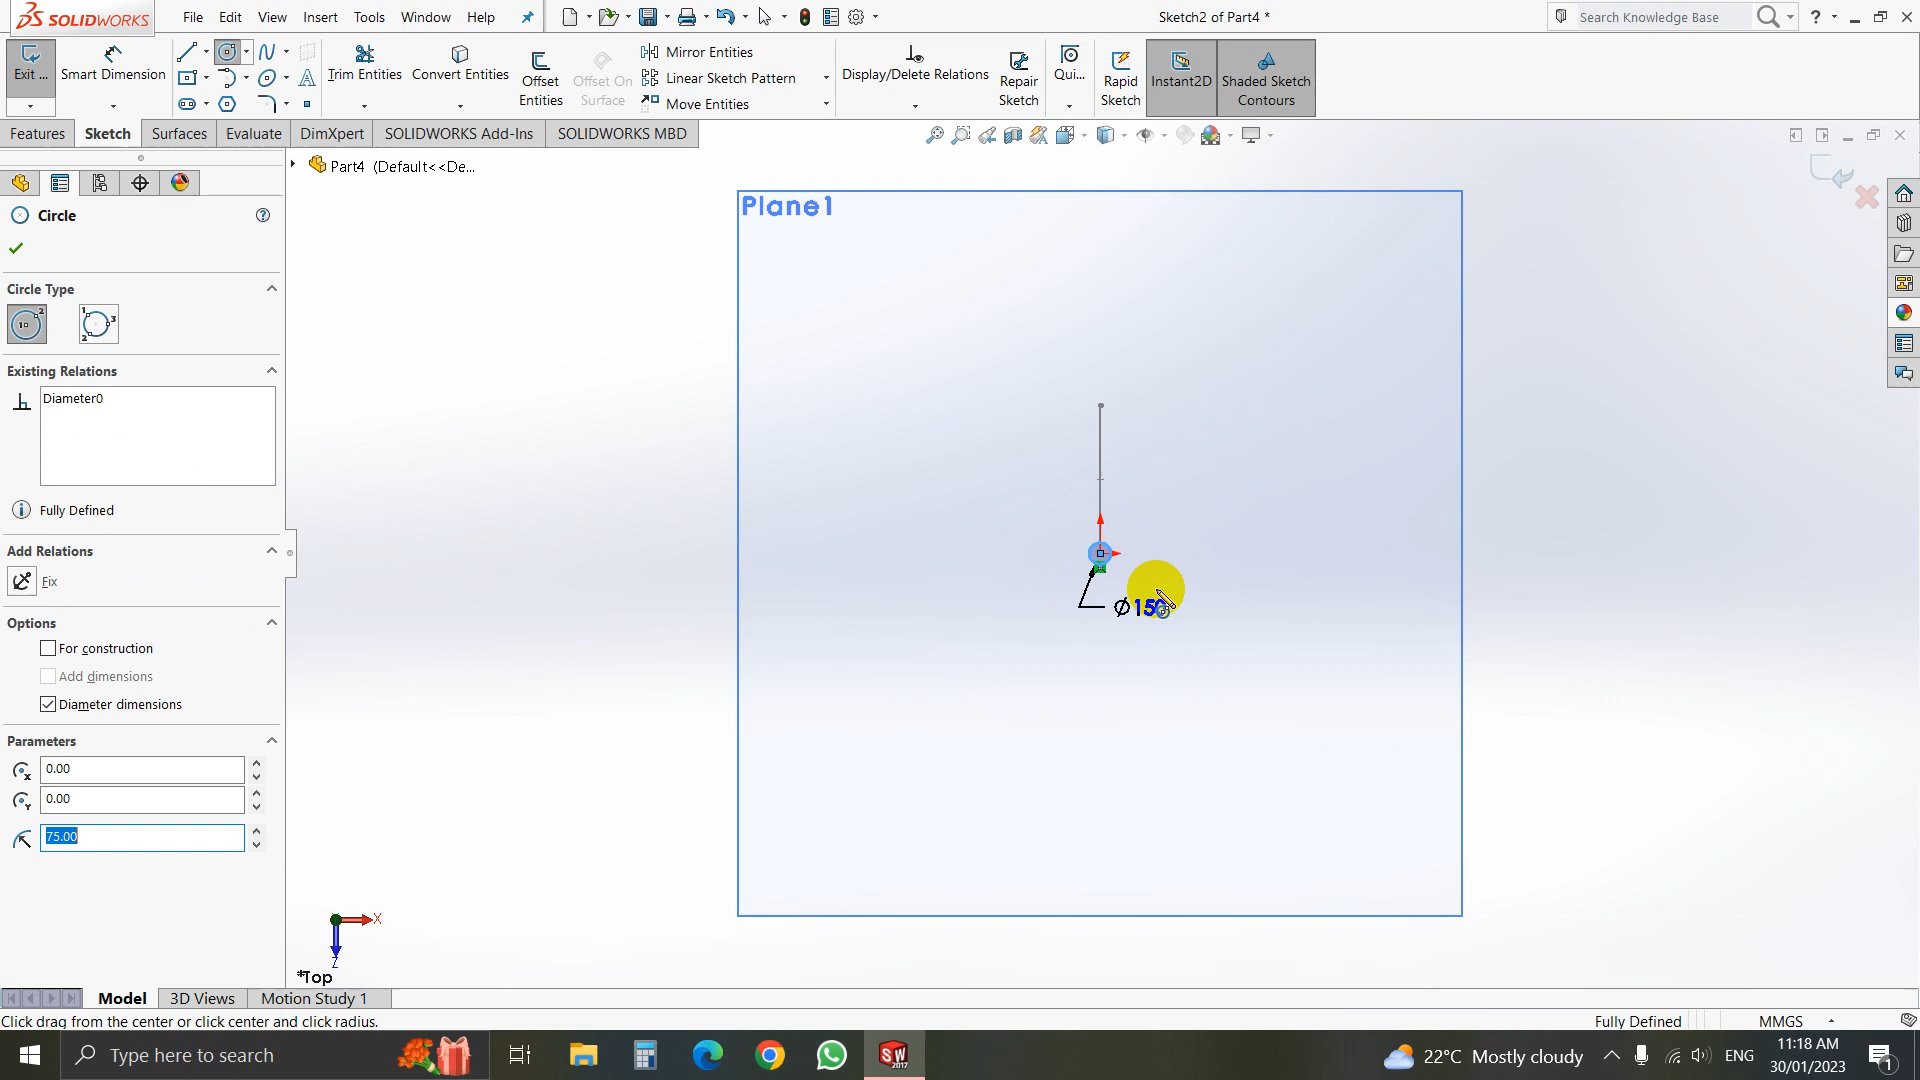 SOLIDWORKS File Edit View Insert Tools Window Help Sketch2 of Part4 * Search Knowledge Base ?
Exit ... Smart Dimension Trim Entities Convert Entities Offset Entities Offset On Surface Mirror Entities Linear Sketch Pattern Move Entities Display/Delete Relations Repair Sketch Qui... Rapid Sketch Instant2D Shaded Sketch Contours
Features Sketch Surfaces Evaluate DimXpert SOLIDWORKS Add-Ins SOLIDWORKS MBD
Part4 (Default<<De...
Plane1
Circle
Circle Type
Existing Relations
Diameter0
Fully Defined
Add Relations
Fix
Ø150
Options
For construction
Add dimensions
Diameter dimensions
Parameters
0.00
0.00
75.00
X
Z
*Top
Model 3D Views Motion Study 1
Click drag from the center or click center and click radius. Fully Defined MMGS
Type here to search SW 2017 22°C Mostly cloudy ENG 11:18 AM
30/01/2023 1